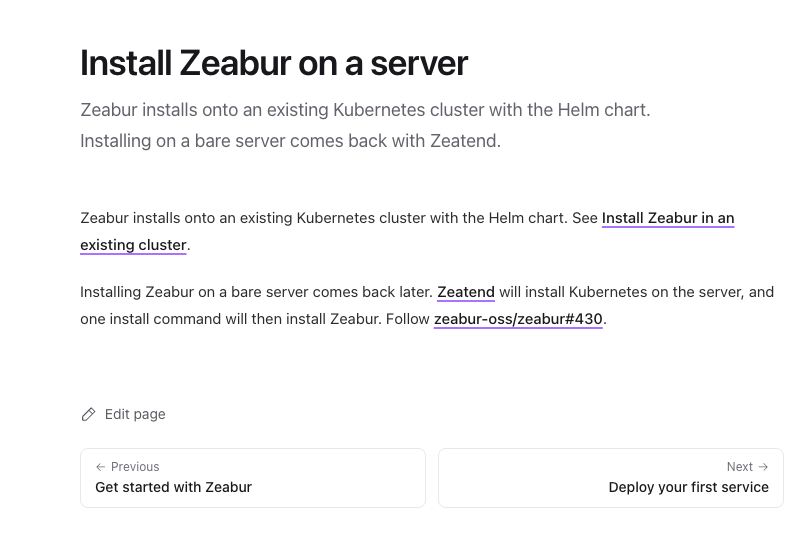 Install Zeabur on a server
Zeabur installs onto an existing Kubernetes cluster with the Helm chart.
Installing on a bare server comes back with Zeatend.
Zeabur installs onto an existing Kubernetes cluster with the Helm chart. See Install Zeabur in an
existing cluster.
Installing Zeabur on a bare server comes back later. Zeatend will install Kubernetes on the server, and
one install command will then install Zeabur. Follow zeabur-oss/zeabur#430.
Edit page
← Previous
Get started with Zeabur
Next →
Deploy your first service